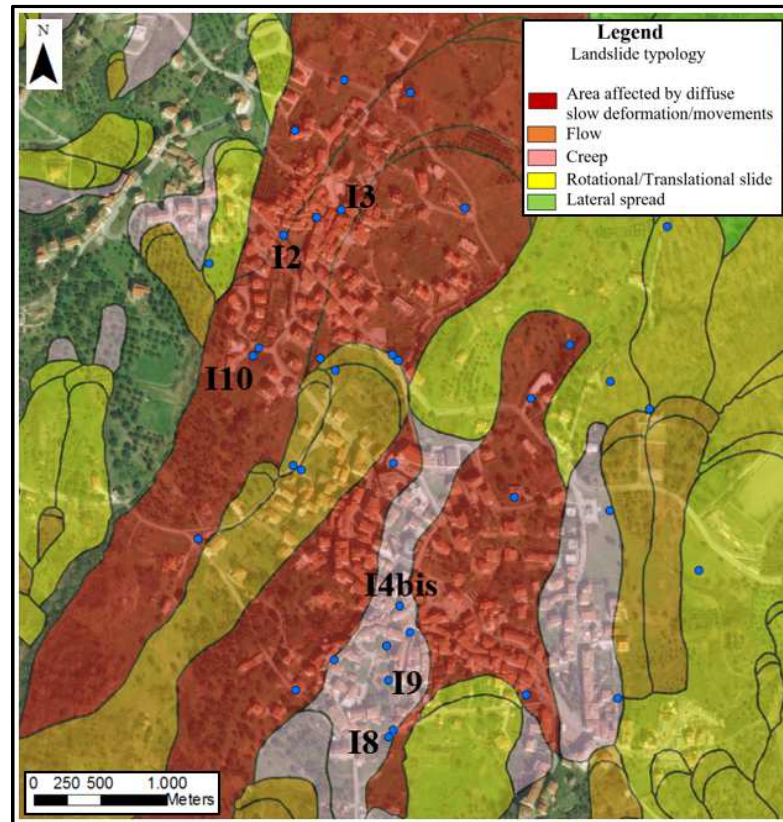 N
Legend
Landslide typology
Area affected by diffuse
slow deformation/movements
Flow
Creep
Rotational/Translational slide
Lateral spread
I3
I2
I10
I4bis
I9
I8
0 250 500 1.000
Meters